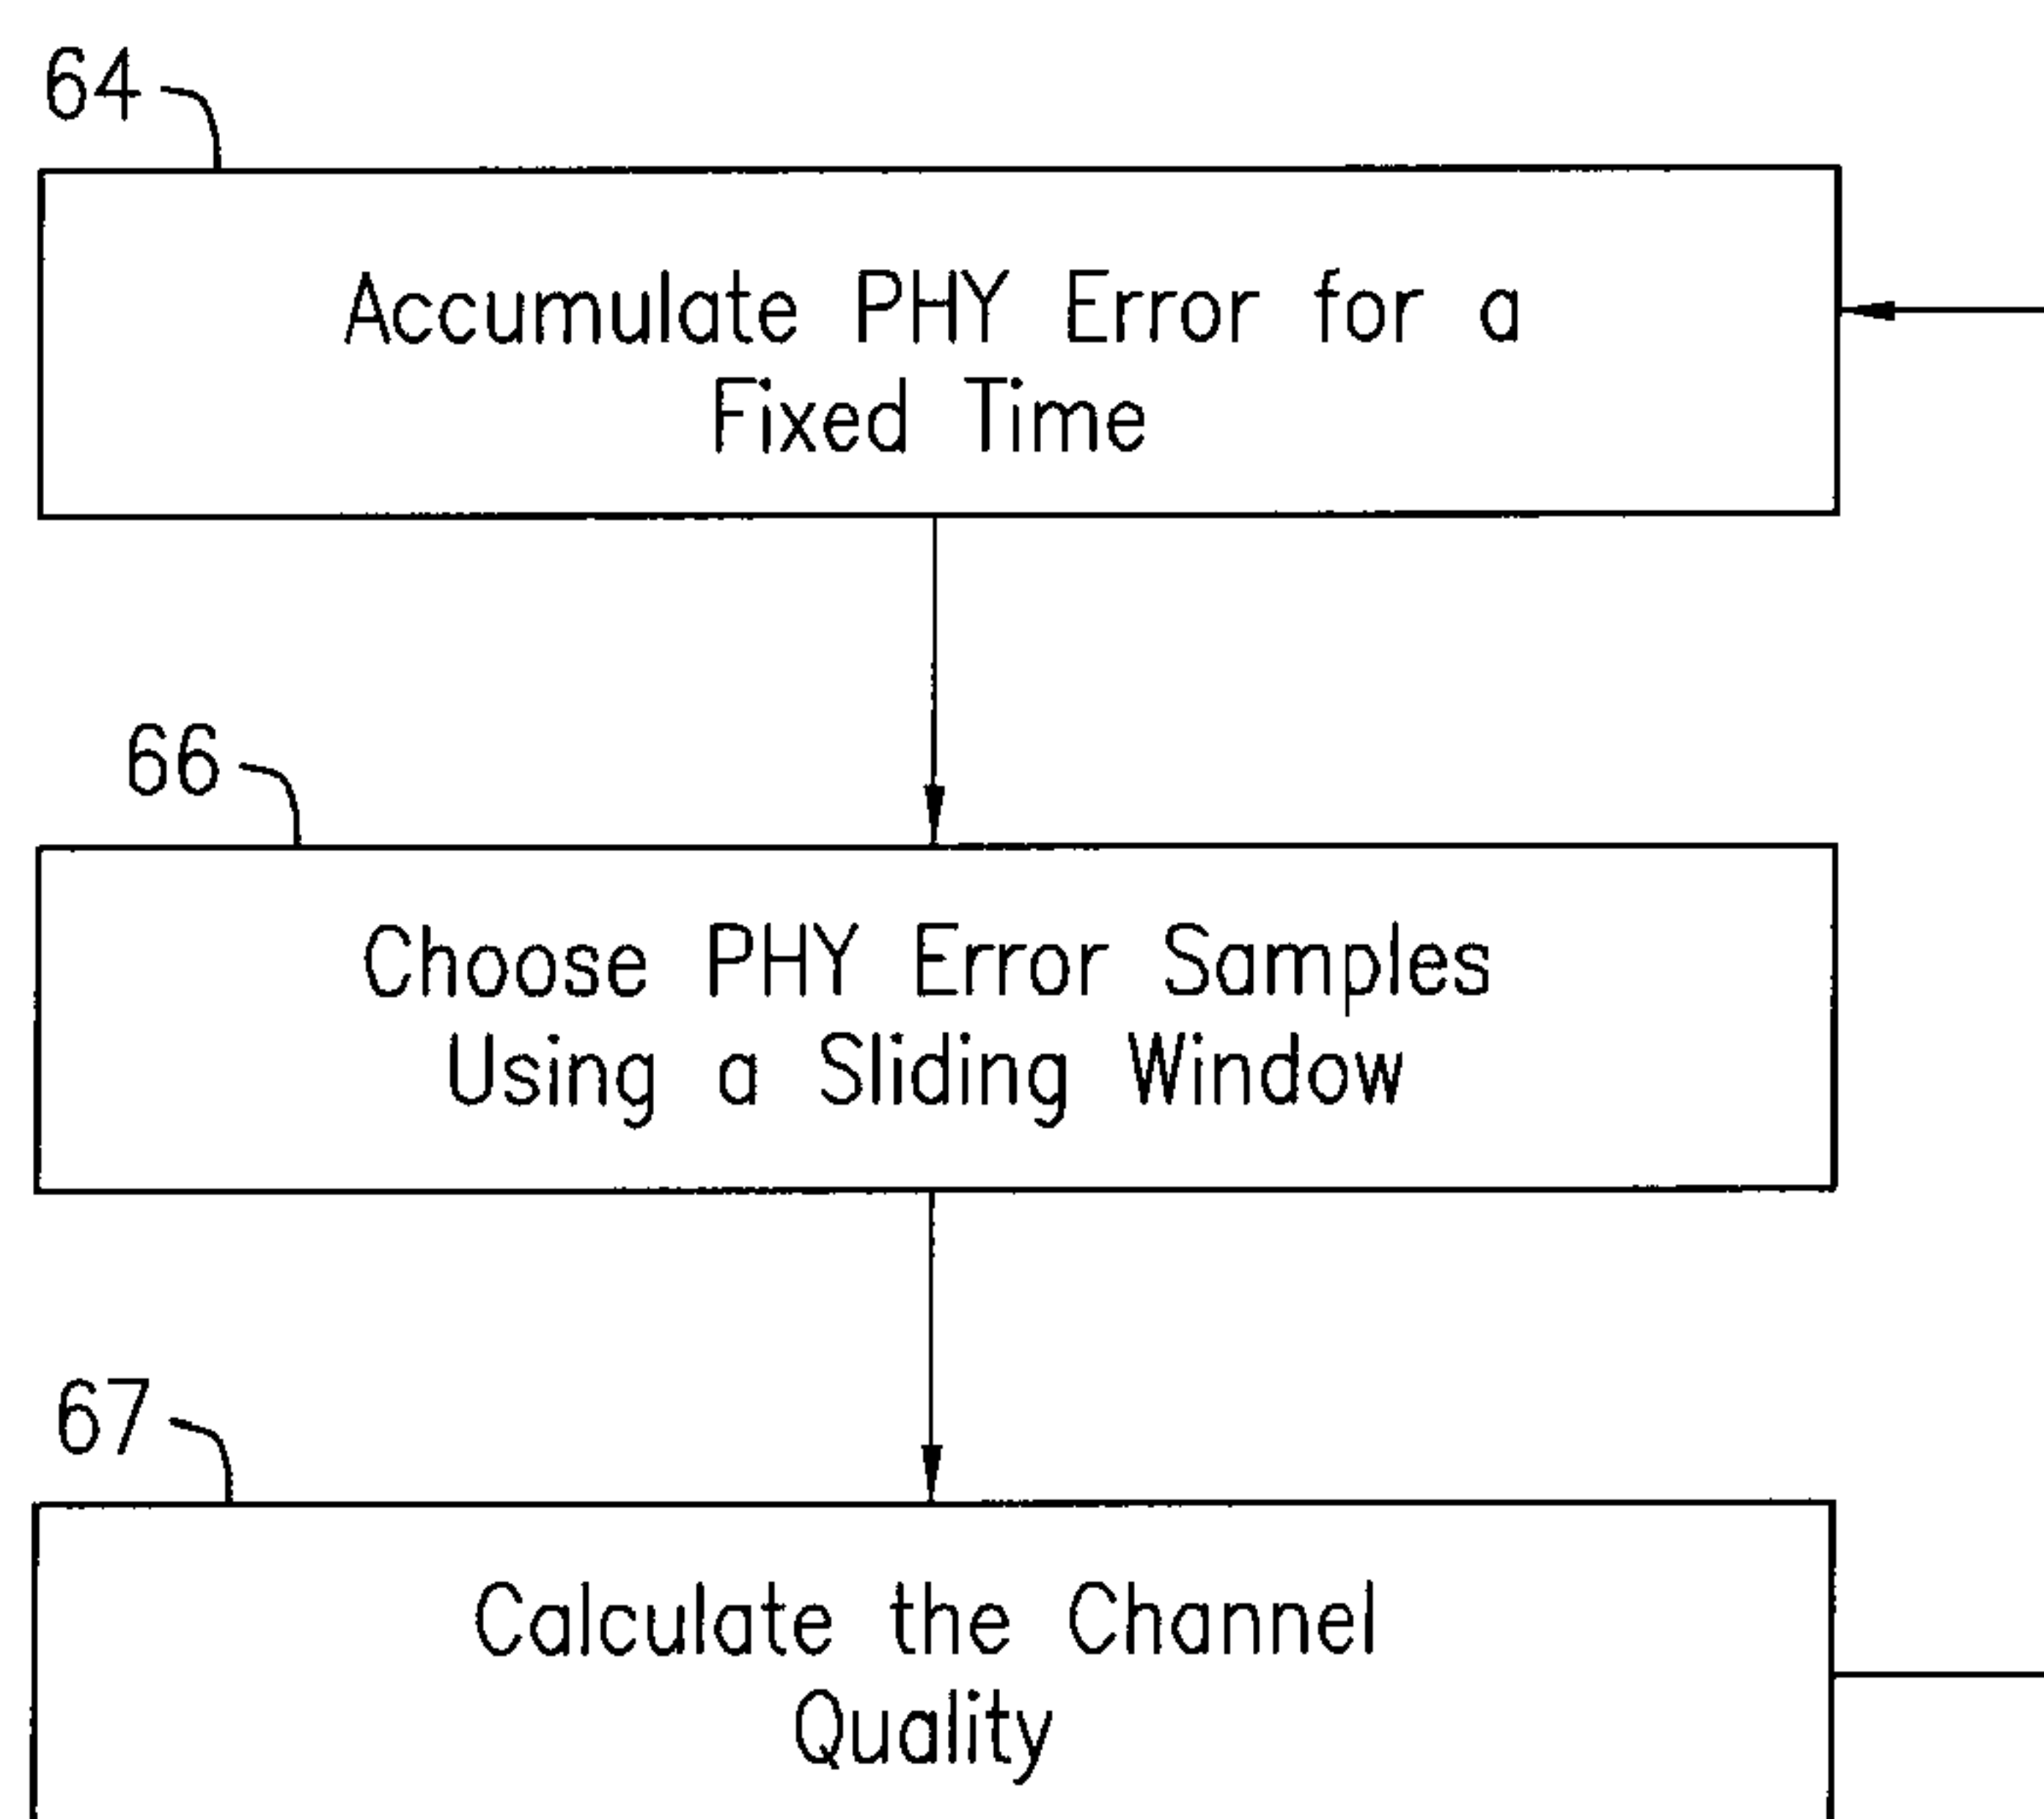 64
Accumulate PHY Error for a
Fixed Time
66
Choose PHY Error Samples
Using a Sliding Window
67
Calculate the Channel
Quality